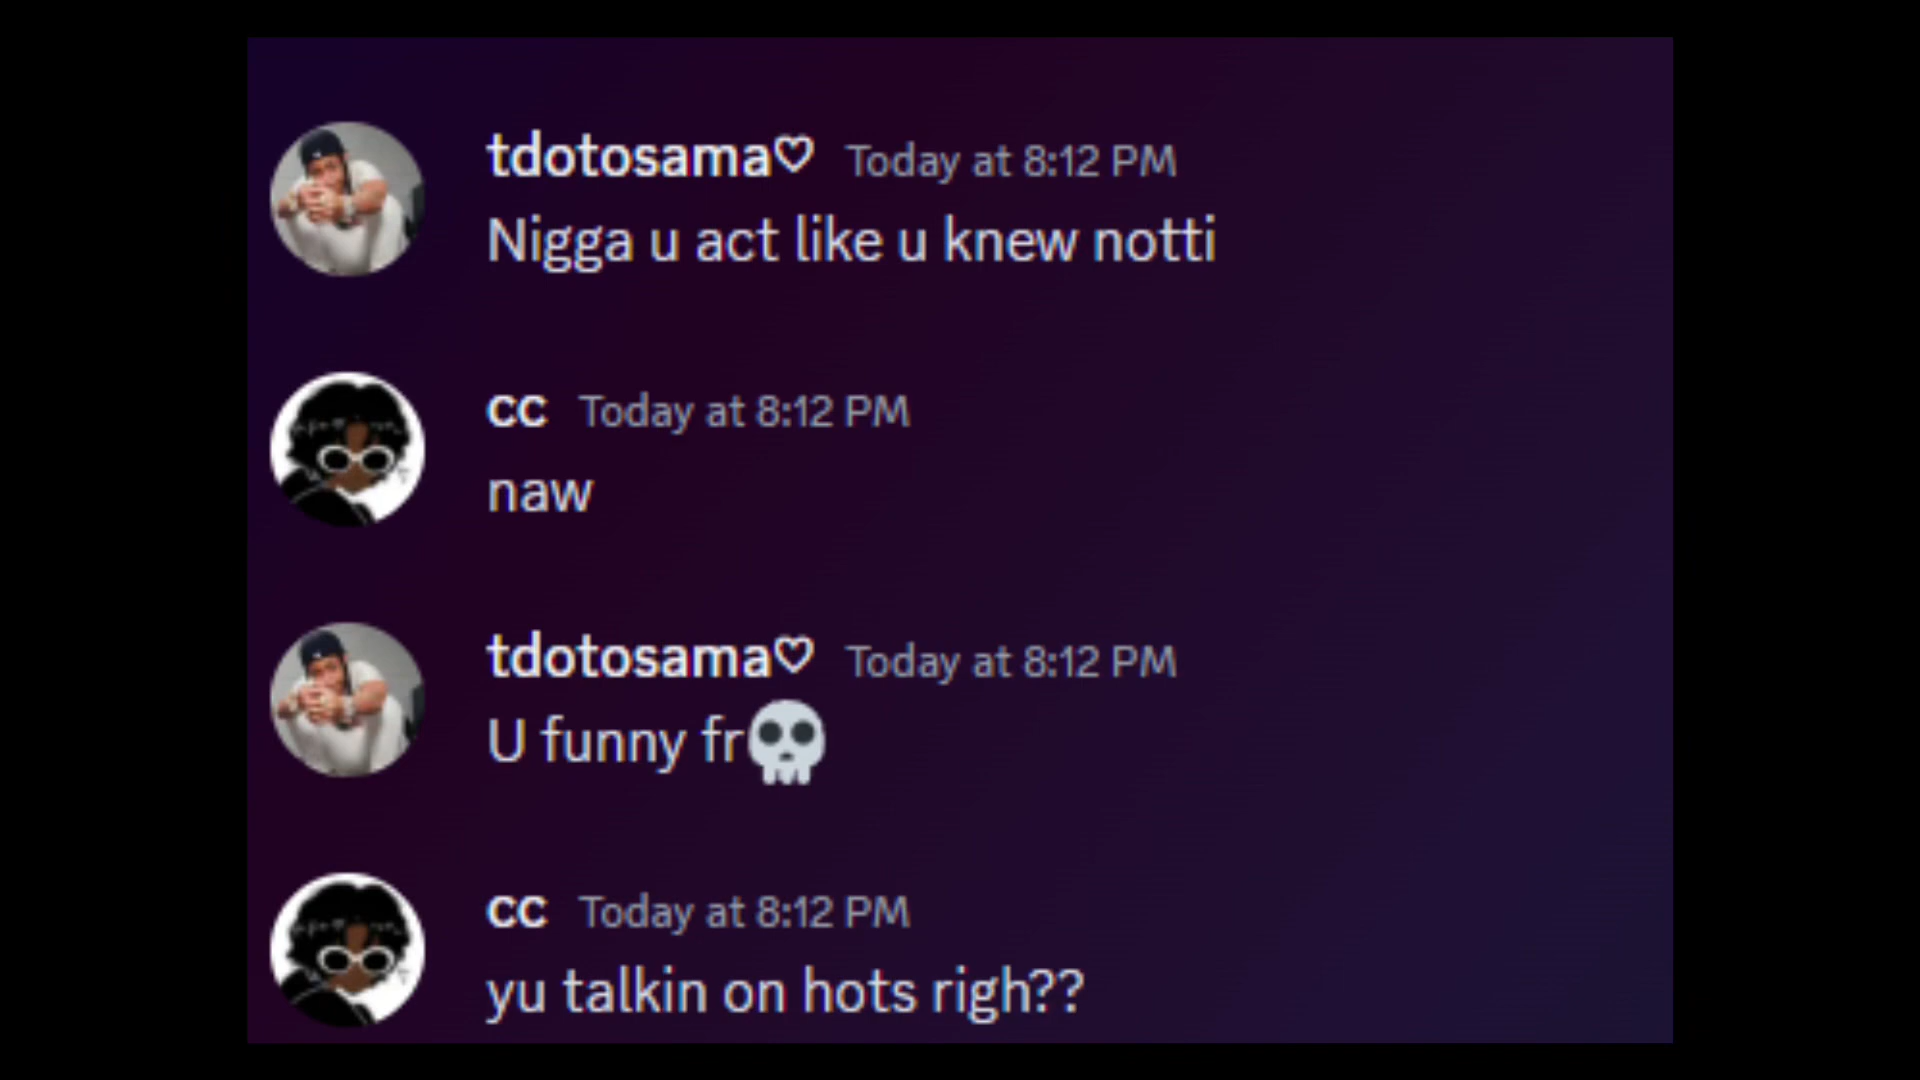 tdotosama♡ Today at 8:12 PM
Nigga u act like u knew notti
cc Today at 8:12 PM
naw
tdotosama♡ Today at 8:12 PM
U funny fr💀
cc Today at 8:12 PM
yu talkin on hots righ??